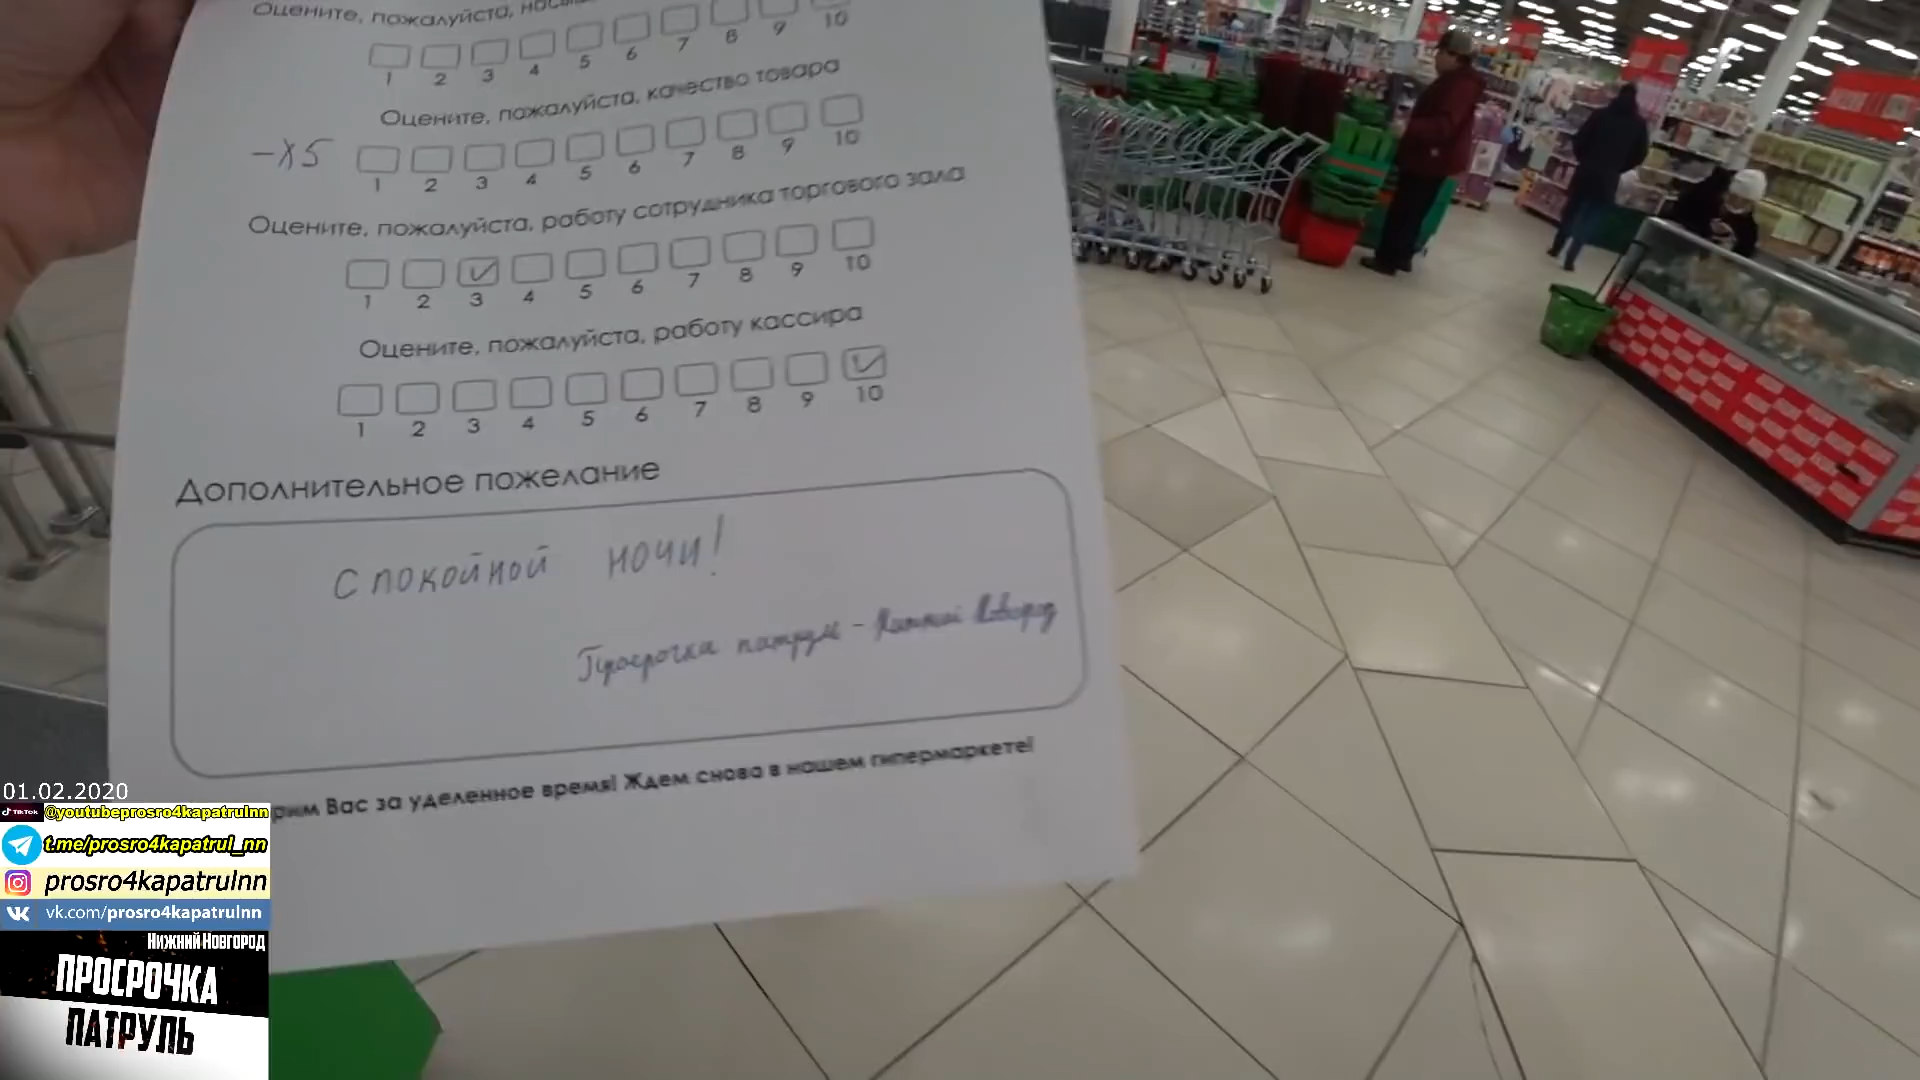 Оцените, пожалуйста,
1 2 3 4 5 6 7 8 9 10
Оцените, пожалуйста, качество товара
-x5
1 2 3 4 5 6 7 8 9 10
Оцените, пожалуйста, работу сотрудника торгового зала
1 2 3 4 5 6 7 8 9 10
Оцените, пожалуйста, работу кассира
1 2 3 4 5 6 7 8 9 10
Дополнительное пожелание
спокойной ночи!
Просрочка патруль - Нижний Новгород
Вас за уделенное время! Ждем снова в нашем гипермаркете!
01.02.2020
TikTok @youtubeprosro4kapatrulnn
t.me/prosro4kapatrul_nn
prosro4kapatrulnn
vk.com/prosro4kapatrulnn
НИЖНИЙ НОВГОРОД
ПРОСРОЧКА
ПАТРУЛЬ